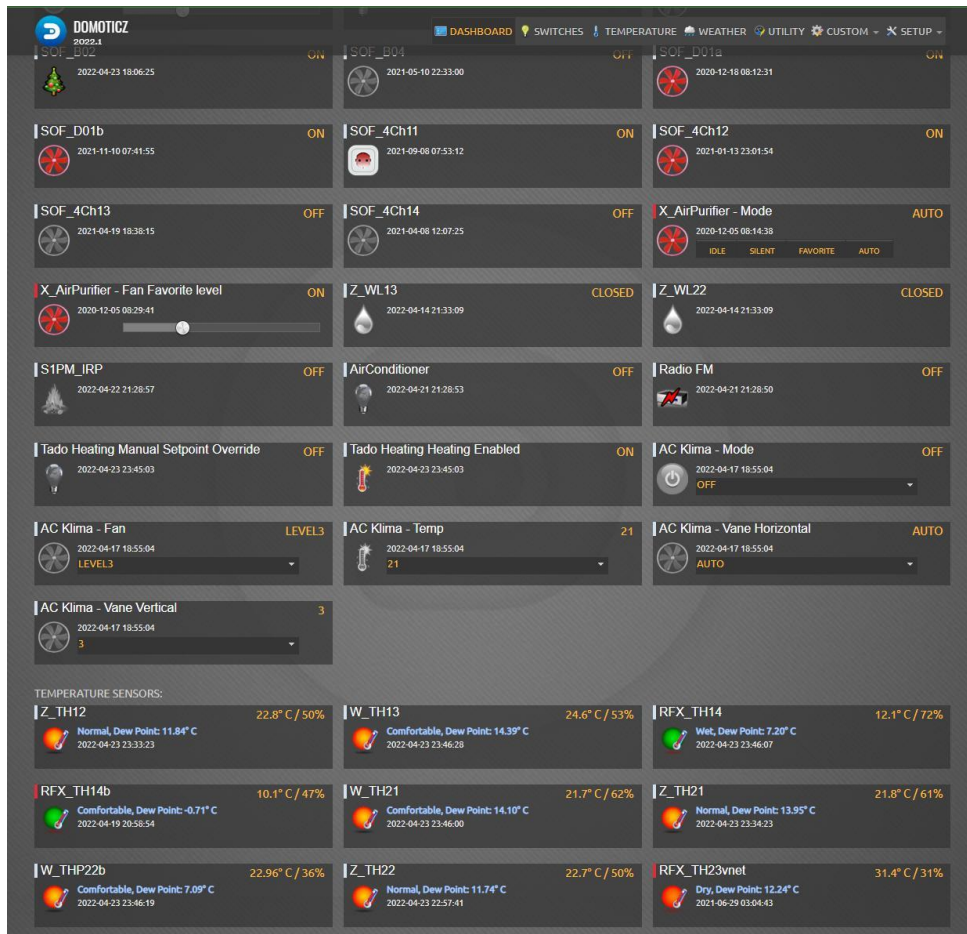 DOMOTICZ
2022.1
DASHBOARD SWITCHES TEMPERATURE WEATHER UTILITY CUSTOM SETUP
SOF_B02 ON
2022-04-23 18:06:25
SOF_B04 OFF
2021-05-10 22:33:00
SOF_D01a ON
2020-12-18 08:12:31
SOF_D01b ON
2021-11-10 07:41:55
SOF_4Ch11 ON
2021-09-08 07:53:12
SOF_4Ch12 ON
2021-01-13 23:01:54
SOF_4Ch13 OFF
2021-04-19 18:38:15
SOF_4Ch14 OFF
2021-04-08 12:07:25
X_AirPurifier - Mode AUTO
2020-12-05 08:14:38
IDLE SILENT FAVORITE AUTO
X_AirPurifier - Fan Favorite level ON
2020-12-05 08:29:41
Z_WL13 CLOSED
2022-04-14 21:33:09
Z_WL22 CLOSED
2022-04-14 21:33:09
S1PM_IRP OFF
2022-04-22 21:28:57
AirConditioner OFF
2022-04-21 21:28:53
Radio FM OFF
2022-04-21 21:28:50
Tado Heating Manual Setpoint Override OFF
2022-04-23 23:45:03
Tado Heating Heating Enabled ON
2022-04-23 23:45:03
AC Klima - Mode OFF
2022-04-17 18:55:04
OFF
AC Klima - Fan LEVEL3
2022-04-17 18:55:04
LEVEL3
AC Klima - Temp 21
2022-04-17 18:55:04
21
AC Klima - Vane Horizontal AUTO
2022-04-17 18:55:04
AUTO
AC Klima - Vane Vertical 3
2022-04-17 18:55:04
3
TEMPERATURE SENSORS:
Z_TH12 22.8° C / 50%
Normal, Dew Point: 11.84° C
2022-04-23 23:33:23
W_TH13 24.6° C / 53%
Comfortable, Dew Point: 14.39° C
2022-04-23 23:46:28
RFX_TH14 12.1° C / 72%
Wet, Dew Point: 7.20° C
2022-04-23 23:46:07
RFX_TH14b 10.1° C / 47%
Comfortable, Dew Point: -0.71° C
2022-04-19 20:58:54
W_TH21 21.7° C / 62%
Comfortable, Dew Point: 14.10° C
2022-04-23 23:46:00
Z_TH21 21.8° C / 61%
Normal, Dew Point: 13.95° C
2022-04-23 23:34:23
W_THP22b 22.96° C / 36%
Comfortable, Dew Point: 7.09° C
2022-04-23 23:46:19
Z_TH22 22.7° C / 50%
Normal, Dew Point: 11.74° C
2022-04-23 22:57:41
RFX_TH23vnet 31.4° C / 31%
Dry, Dew Point: 12.24° C
2021-06-29 03:04:43